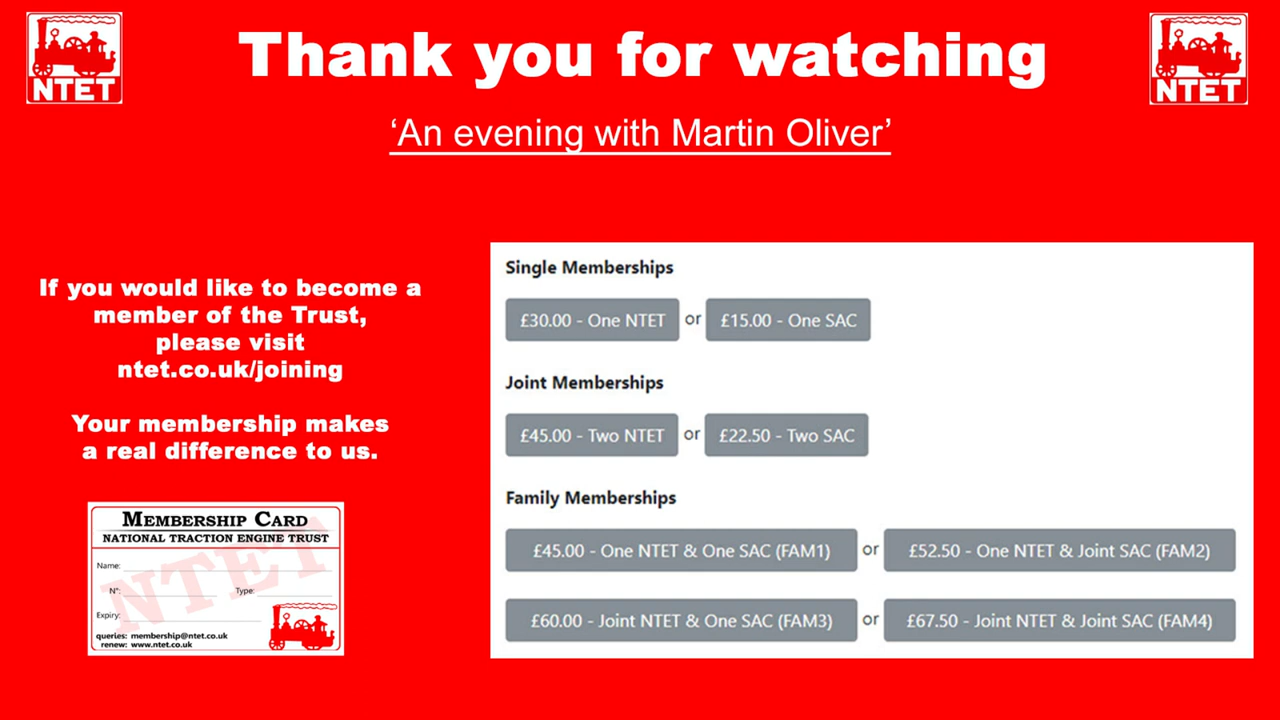 NTET
Thank you for watching
NTET
‘An evening with Martin Oliver’
If you would like to become a
member of the Trust,
please visit
ntet.co.uk/joining
Your membership makes
a real difference to us.
MEMBERSHIP CARD
NATIONAL TRACTION ENGINE TRUST
NTET
Name:
N°:
Type:
Expiry:
queries: membership@ntet.co.uk
renew: www.ntet.co.uk
Single Memberships
£30.00 - One NTET or £15.00 - One SAC
Joint Memberships
£45.00 - Two NTET or £22.50 - Two SAC
Family Memberships
£45.00 - One NTET & One SAC (FAM1) or £52.50 - One NTET & Joint SAC (FAM2)
£60.00 - Joint NTET & One SAC (FAM3) or £67.50 - Joint NTET & Joint SAC (FAM4)